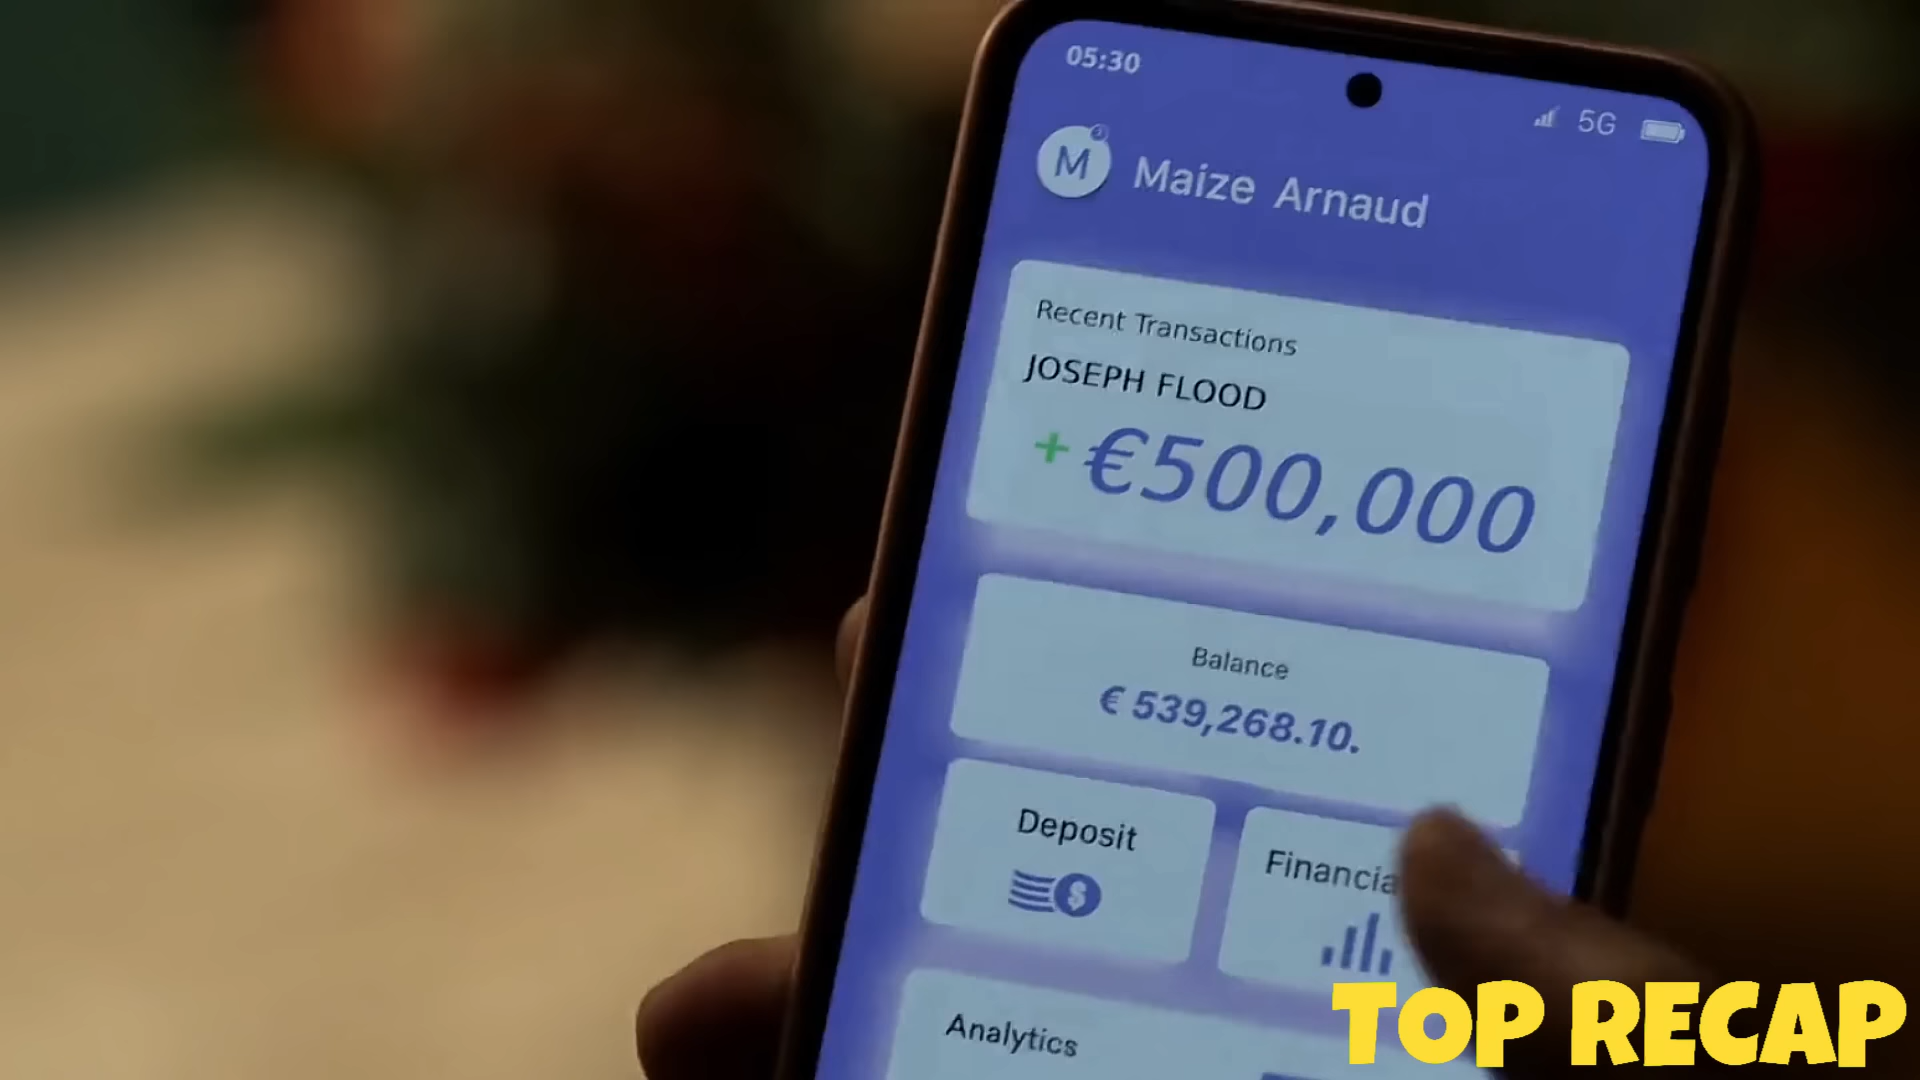 05:30
5G
M
Maize Arnaud
Recent Transactions
JOSEPH FLOOD
+ €500,000
Balance
€ 539,268.10.
Deposit
$
Financia
Analytics
TOP RECAP